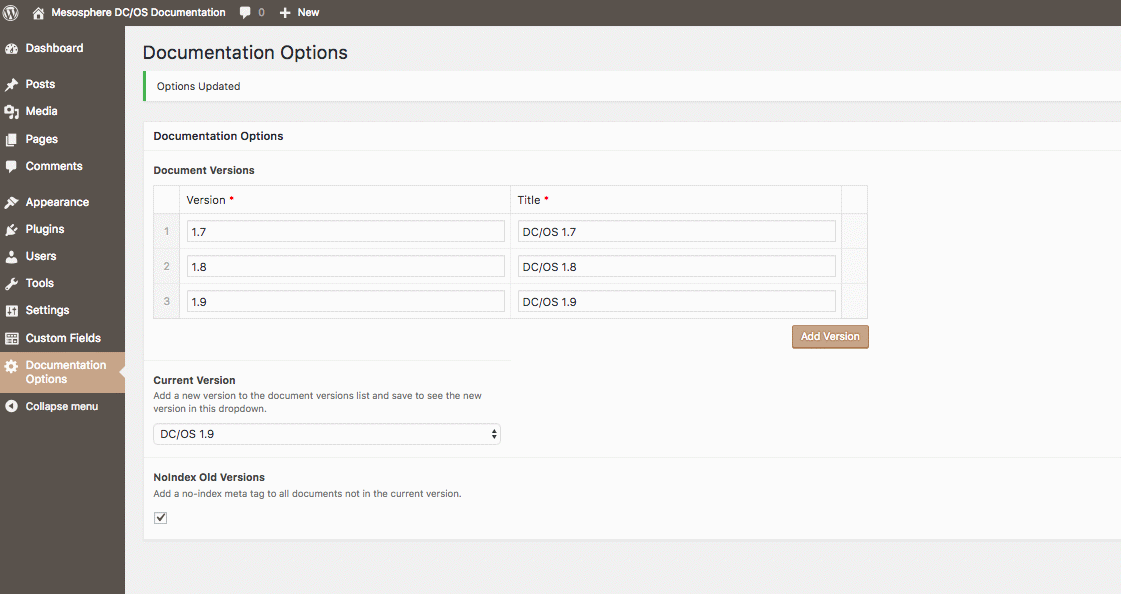 Mesosphere DC/OS Documentation 0 New
Dashboard
Posts
Media
Pages
Comments
Appearance
Plugins
Users
Tools
Settings
Custom Fields
Documentation
Options
Collapse menu
Documentation Options
Options Updated
Documentation Options
Document Versions
Version * Title *
1 1.7 DC/OS 1.7
2 1.8 DC/OS 1.8
3 1.9 DC/OS 1.9
Add Version
Current Version
Add a new version to the document versions list and save to see the new
version in this dropdown.
DC/OS 1.9
NoIndex Old Versions
Add a no-index meta tag to all documents not in the current version.